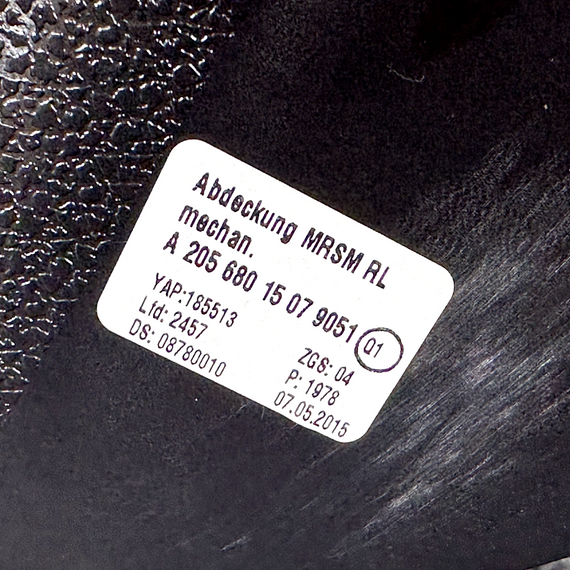 Abdeckung MRSM RL
mechan.
A 205 680 15 07 9051 Q1
YAP:185513
Lfd: 2457
DS: 08780010
ZGS: 04
P: 1978
07.05.2015